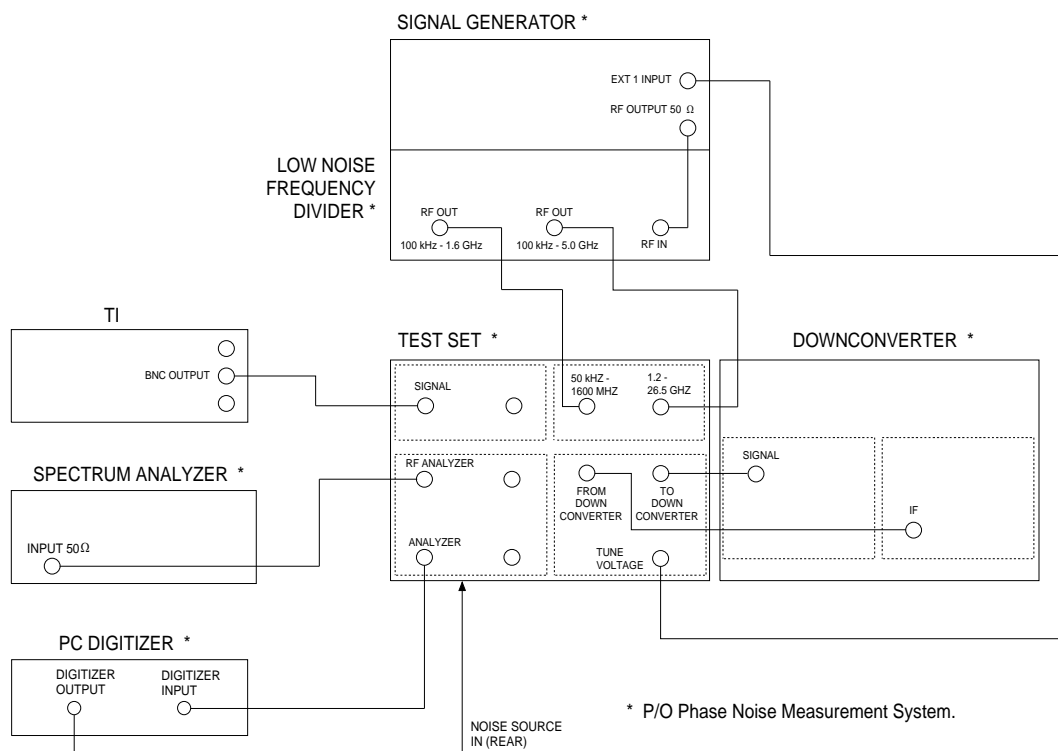 SIGNAL GENERATOR *
EXT 1 INPUT
RF OUTPUT 50 Ω
LOW NOISE
FREQUENCY
DIVIDER *
RF OUT
100 kHz - 1.6 GHz
RF OUT
100 kHz - 5.0 GHz
RF IN
TI
BNC OUTPUT
TEST SET *
SIGNAL
50 kHZ -
1600 MHZ
1.2 -
26.5 GHZ
RF ANALYZER
ANALYZER
FROM
DOWN
CONVERTER
TO
DOWN
CONVERTER
TUNE
VOLTAGE
DOWNCONVERTER *
SIGNAL
IF
SPECTRUM ANALYZER *
INPUT 50Ω
PC DIGITIZER *
DIGITIZER
OUTPUT
DIGITIZER
INPUT
NOISE SOURCE
IN (REAR)
* P/O Phase Noise Measurement System.